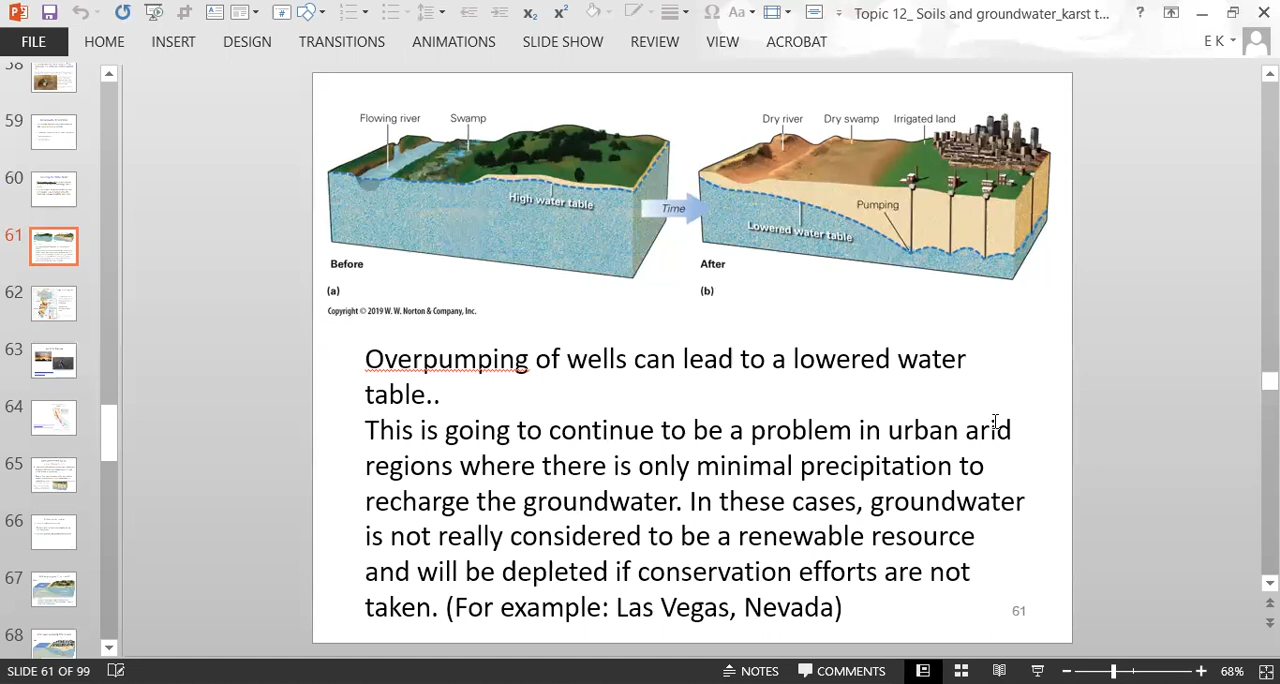 Topic 12_ Soils and groundwater_karst t...
FILE
HOME
INSERT
DESIGN
TRANSITIONS
ANIMATIONS
SLIDE SHOW
REVIEW
VIEW
ACROBAT
E K
58
59
60
61
62
63
64
65
66
67
68
Flowing river
Swamp
High water table
Before
(a)
Time
Dry river
Dry swamp
Irrigated land
Pumping
Lowered water table
After
(b)
Copyright © 2019 W. W. Norton & Company, Inc.
Overpumping of wells can lead to a lowered water
table..
This is going to continue to be a problem in urban arid
regions where there is only minimal precipitation to
recharge the groundwater. In these cases, groundwater
is not really considered to be a renewable resource
and will be depleted if conservation efforts are not
taken. (For example: Las Vegas, Nevada)
61
SLIDE 61 OF 99
NOTES
COMMENTS
68%